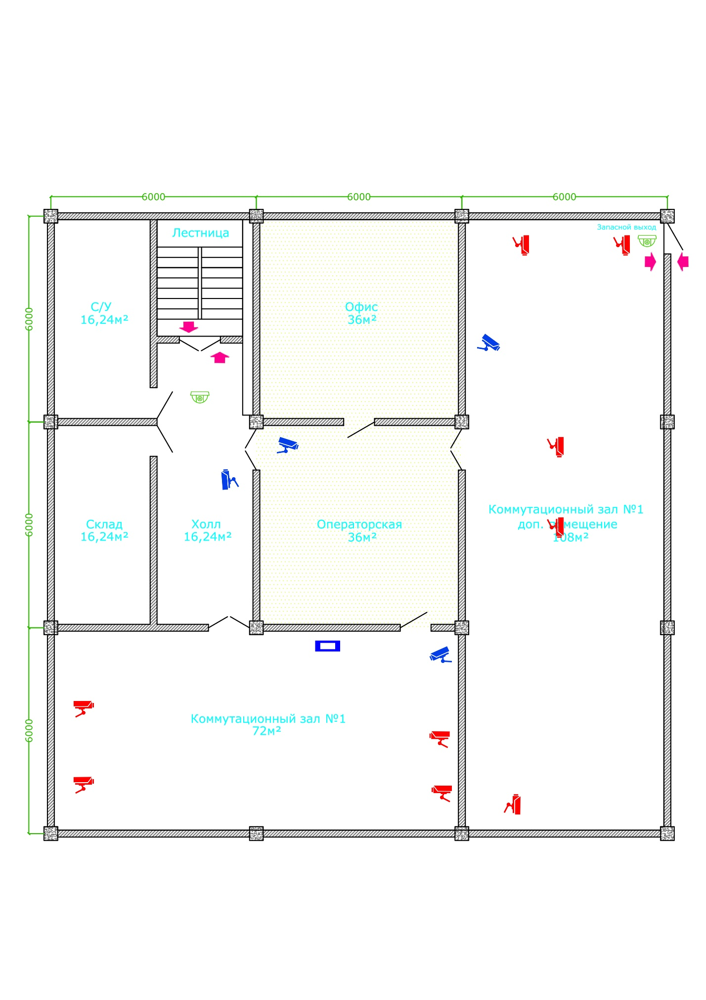 6000
6000
6000
Лестница
Запасной выход
С/У
16,24м²
Офис
36м²
6000
Коммутационный зал №1
доп. помещение
108м²
Склад
16,24м²
Холл
16,24м²
Операторская
36м²
6000
Коммутационный зал №1
72м²
6000